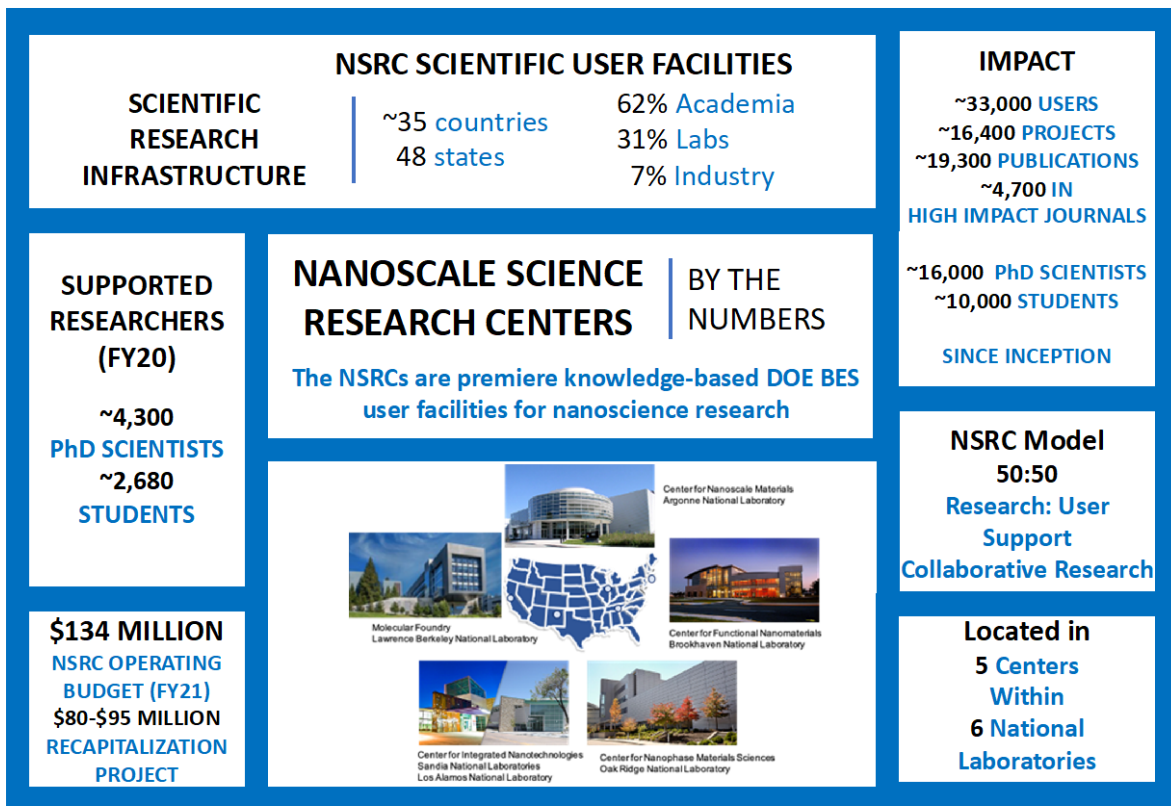 NSRC SCIENTIFIC USER FACILITIES
SCIENTIFIC
RESEARCH
INFRASTRUCTURE
~35 countries
48 states
62% Academia
31% Labs
7% Industry
IMPACT
~33,000 USERS
~16,400 PROJECTS
~19,300 PUBLICATIONS
~4,700 IN
HIGH IMPACT JOURNALS
~16,000 PhD SCIENTISTS
~10,000 STUDENTS
SINCE INCEPTION
SUPPORTED
RESEARCHERS
(FY20)
~4,300
PhD SCIENTISTS
~2,680
STUDENTS
NANOSCALE SCIENCE
RESEARCH CENTERS
BY THE
NUMBERS
The NSRCs are premiere knowledge-based DOE BES
user facilities for nanoscience research
NSRC Model
50:50
Research: User
Support
Collaborative Research
Center for Nanoscale Materials
Argonne National Laboratory
Molecular Foundry
Lawrence Berkeley National Laboratory
Center for Functional Nanomaterials
Brookhaven National Laboratory
Center for Integrated Nanotechnologies
Sandia National Laboratories
Los Alamos National Laboratory
Center for Nanophase Materials Sciences
Oak Ridge National Laboratory
$134 MILLION
NSRC OPERATING
BUDGET (FY21)
$80-$95 MILLION
RECAPITALIZATION
PROJECT
Located in
5 Centers
Within
6 National
Laboratories